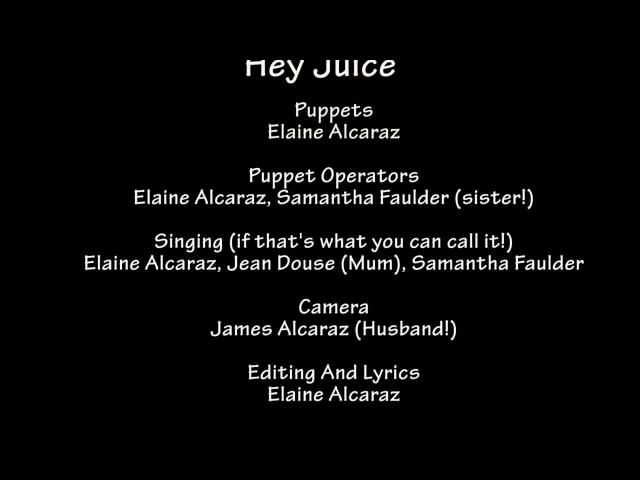 Hey Juice
Puppets
Elaine Alcaraz
Puppet Operators
Elaine Alcaraz, Samantha Faulder (sister!)
Singing (if that's what you can call it!)
Elaine Alcaraz, Jean Douse (Mum), Samantha Faulder
Camera
James Alcaraz (Husband!)
Editing And Lyrics
Elaine Alcaraz